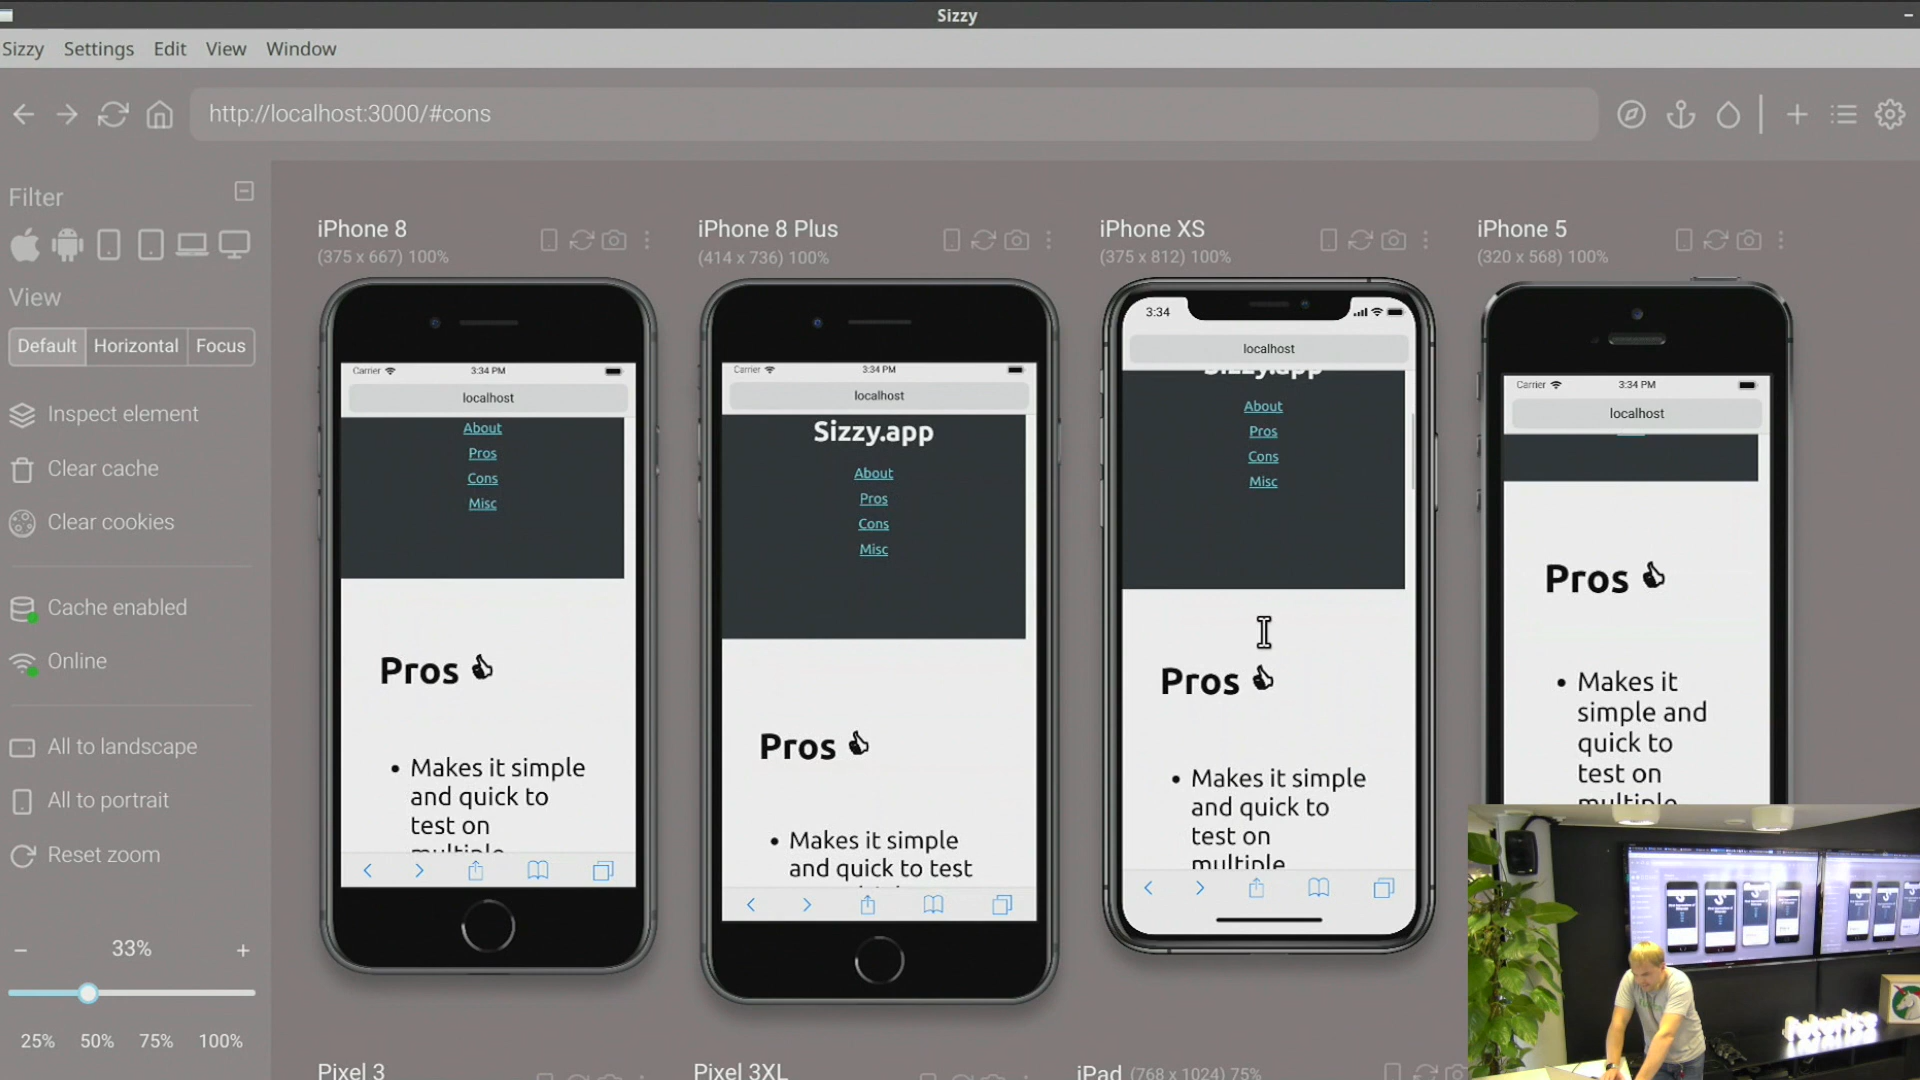 Sizzy
Sizzy Settings Edit View Window
http://localhost:3000/#cons
Filter
View
Default Horizontal Focus
Inspect element
Clear cache
Clear cookies
Cache enabled
Online
All to landscape
All to portrait
Reset zoom
− 33% +
25% 50% 75% 100%
iPhone 8
(375 x 667) 100%
Carrier 3:34 PM
localhost
About
Pros
Cons
Misc
Pros 👍
• Makes it simple
and quick to
test on
multiple
iPhone 8 Plus
(414 x 736) 100%
Carrier 3:34 PM
localhost
Sizzy.app
About
Pros
Cons
Misc
Pros 👍
• Makes it simple
and quick to test
iPhone XS
(375 x 812) 100%
3:34
localhost
Sizzy.app
About
Pros
Cons
Misc
Pros 👍
• Makes it simple
and quick to
test on
multiple
iPhone 5
(320 x 568) 100%
Carrier 3:34 PM
localhost
Pros 👍
• Makes it
simple and
quick to
test on
multiple
Pixel 3
Pixel 3XL
iPad (768 x 1024) 75%